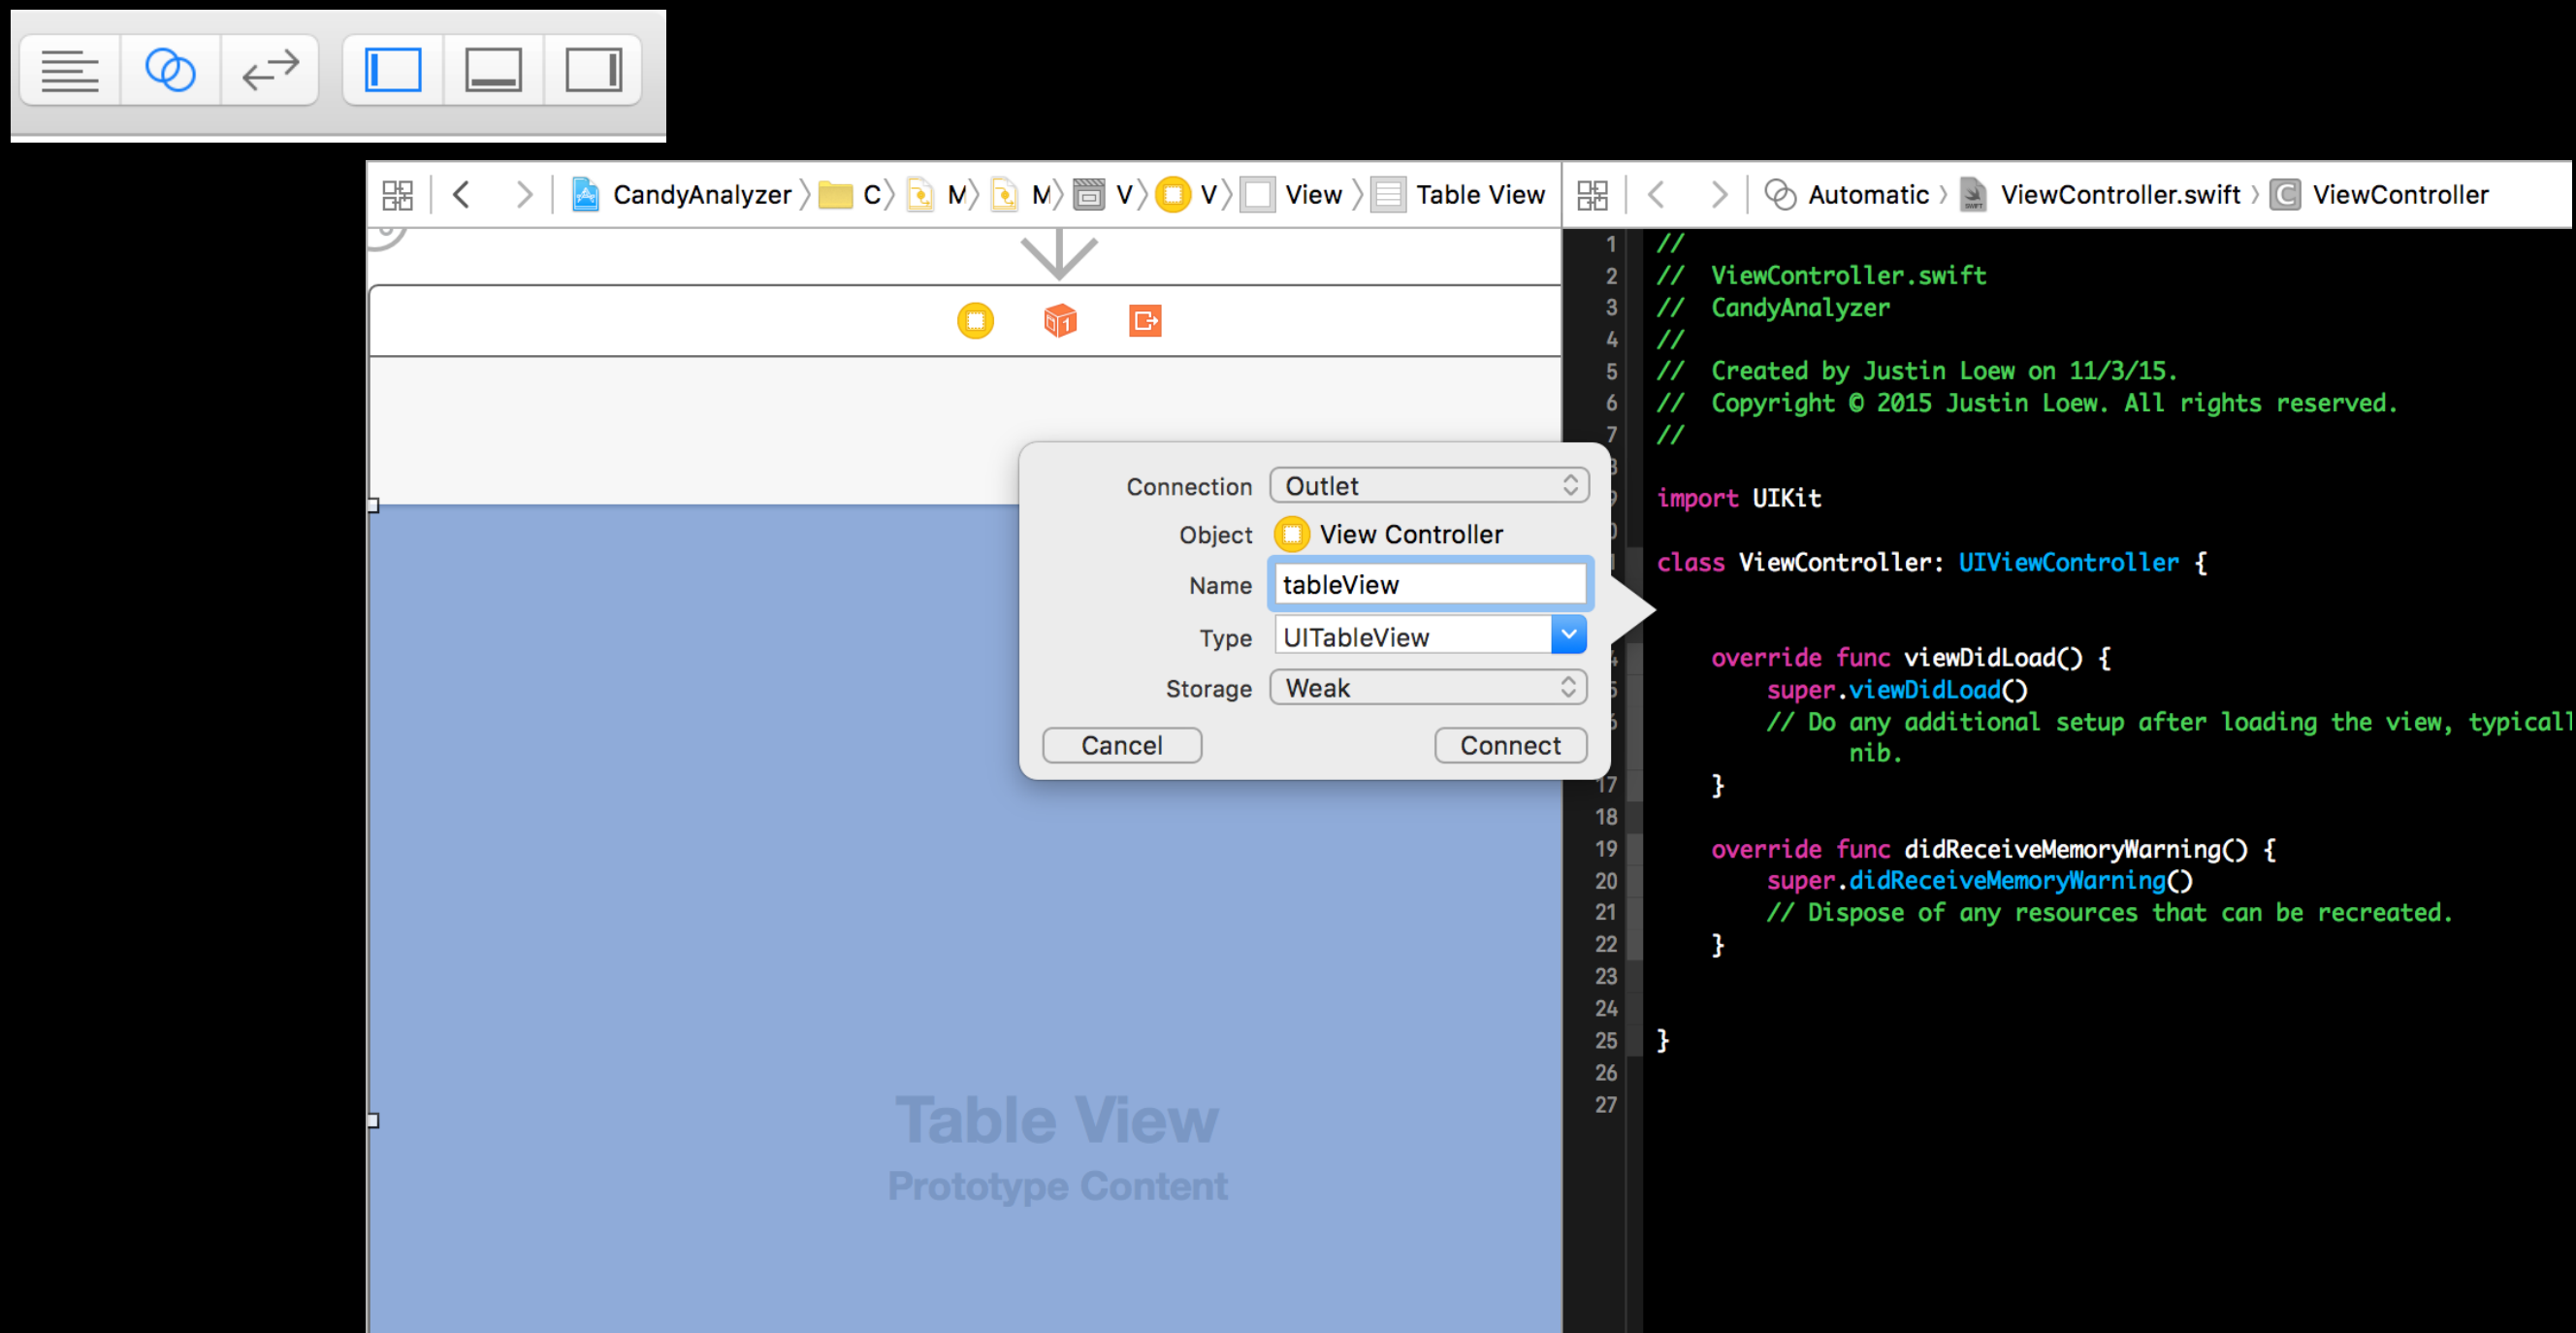 CandyAnalyzer C M M V V View Table View
Automatic ViewController.swift C ViewController
1 //
2 // ViewController.swift
3 // CandyAnalyzer
4 //
5 // Created by Justin Loew on 11/3/15.
6 // Copyright © 2015 Justin Loew. All rights reserved.
7 //
import UIKit
class ViewController: UIViewController {
override func viewDidLoad() {
super.viewDidLoad()
// Do any additional setup after loading the view, typicall
nib.
17 }
18
19 override func didReceiveMemoryWarning() {
20 super.didReceiveMemoryWarning()
21 // Dispose of any resources that can be recreated.
22 }
23
24
25 }
26
27
Connection Outlet
Object View Controller
Name tableView
Type UITableView
Storage Weak
Cancel Connect
Table View
Prototype Content